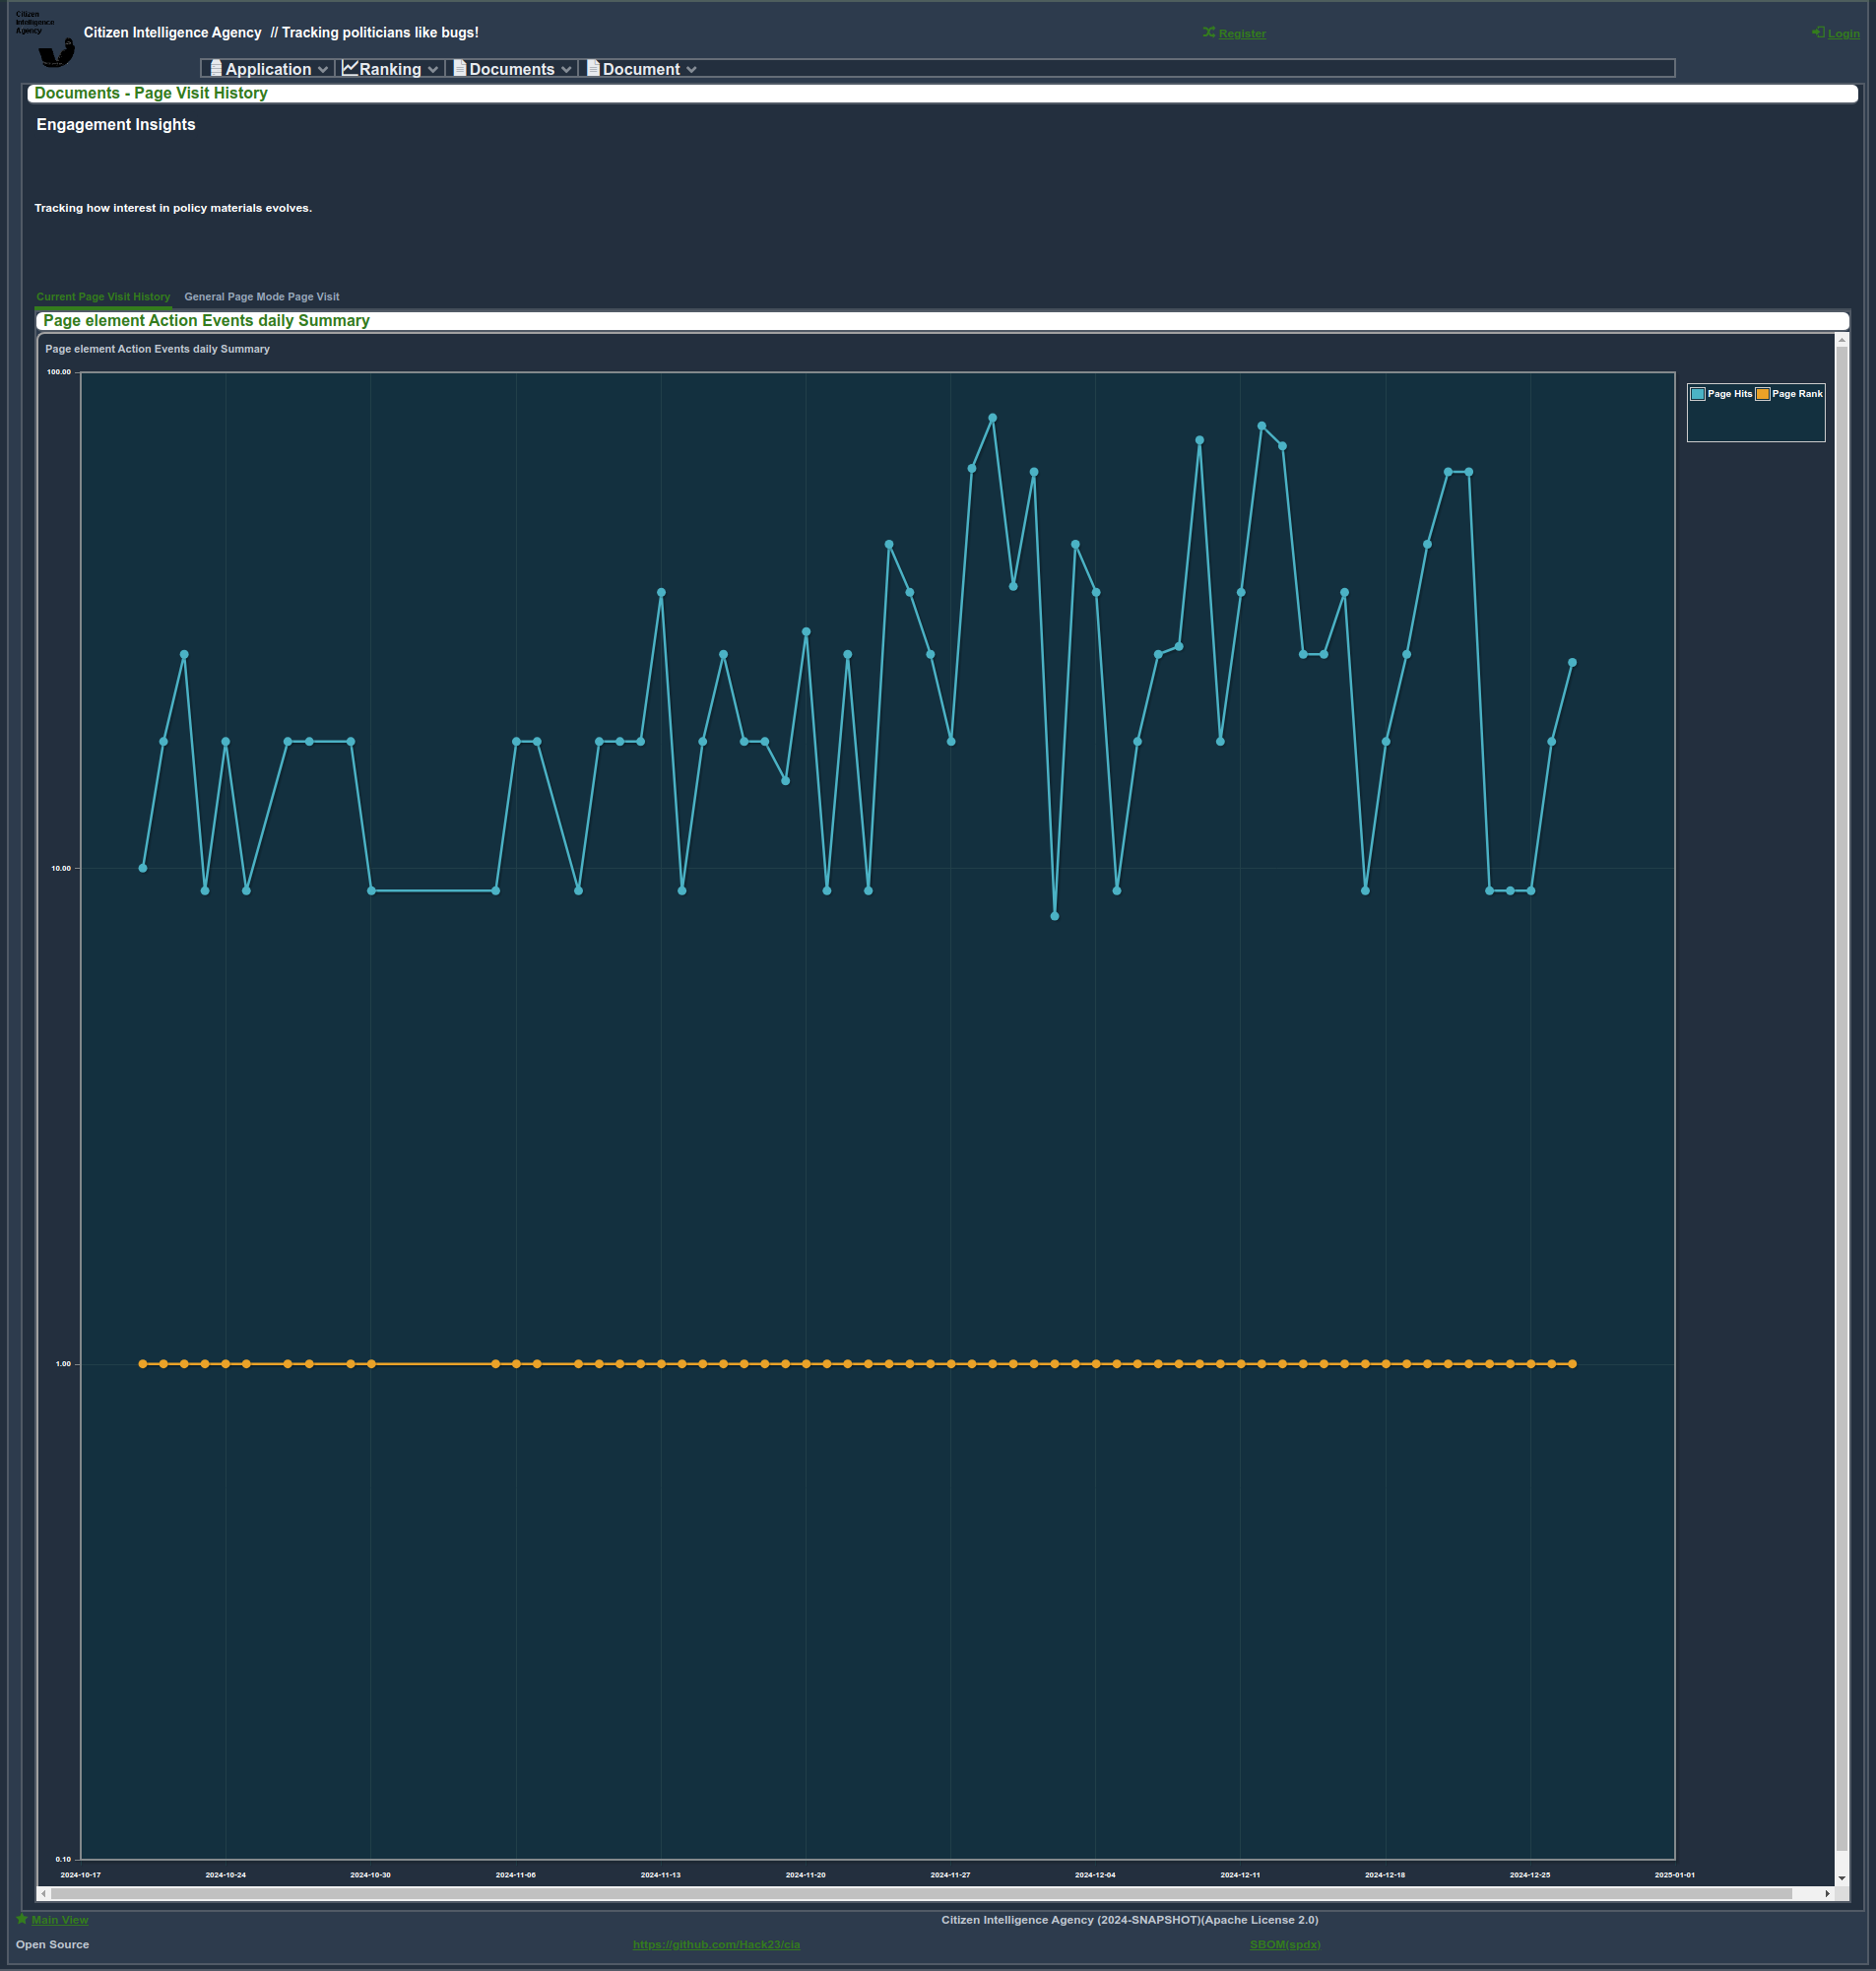 Citizen
Intelligence
Agency
Citizen Intelligence Agency // Tracking politicians like bugs!
Register
Login
Application
Ranking
Documents
Document
Documents - Page Visit History
Engagement Insights
Tracking how interest in policy materials evolves.
Current Page Visit History
General Page Mode Page Visit
Page element Action Events daily Summary
Page element Action Events daily Summary
100.00
Page Hits
Page Rank
10.00
1.00
0.10
2024-10-17
2024-10-24
2024-10-30
2024-11-06
2024-11-13
2024-11-20
2024-11-27
2024-12-04
2024-12-11
2024-12-18
2024-12-25
2025-01-01
Main View
Citizen Intelligence Agency (2024-SNAPSHOT)(Apache License 2.0)
Open Source
https://github.com/Hack23/cia
SBOM(spdx)